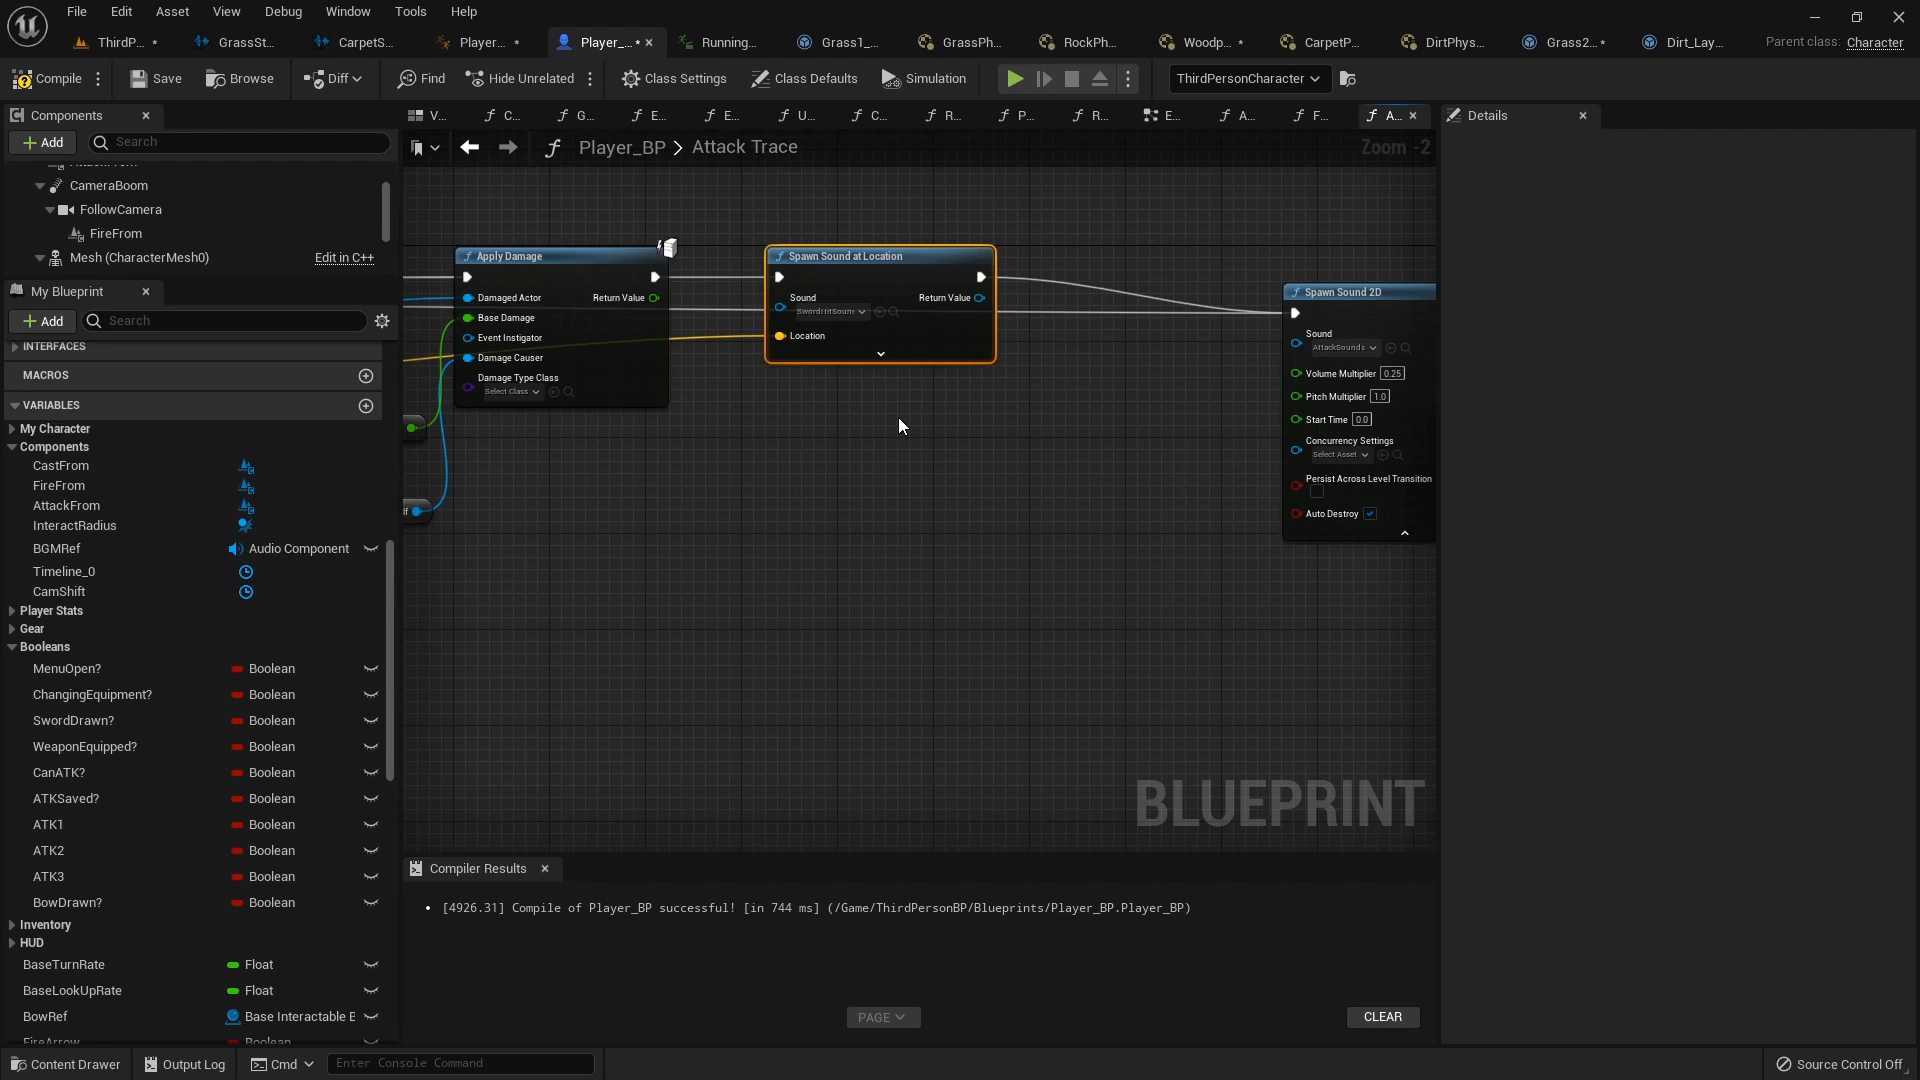 File Edit Asset View Debug Window Tools Help
ThirdP... * GrassSt... CarpetS... Player... * Player_...* Running... Grass1_... GrassPh... RockPh... Woodp... * CarpetP... DirtPhys... Grass2...* Dirt_Lay... Parent class: Character
Compile Save Browse Diff Find Hide Unrelated Class Settings Class Defaults Simulation ThirdPersonCharacter
Components
Add Search
CameraBoom
FollowCamera
FireFrom
Mesh (CharacterMesh0) Edit in C++
My Blueprint
Add Search
INTERFACES
MACROS
VARIABLES
My Character
Components
CastFrom
FireFrom
AttackFrom
InteractRadius
BGMRef Audio Component
Timeline_0
CamShift
Player Stats
Gear
Booleans
MenuOpen? Boolean
ChangingEquipment? Boolean
SwordDrawn? Boolean
WeaponEquipped? Boolean
CanATK? Boolean
ATKSaved? Boolean
ATK1 Boolean
ATK2 Boolean
ATK3 Boolean
BowDrawn? Boolean
Inventory
HUD
BaseTurnRate Float
BaseLookUpRate Float
BowRef Base Interactable E
V... C... G... E... E... U... C... R... P... R... E... A... F... A...
Player_BP > Attack Trace
Zoom -2
Apply Damage
Damaged Actor Return Value
Base Damage
Event Instigator
Damage Causer
Damage Type Class
Select Class
Spawn Sound at Location
Sound Return Value
SwordHitSound
Location
Spawn Sound 2D
Sound
AttackSounds
Volume Multiplier 0.25
Pitch Multiplier 1.0
Start Time 0.0
Concurrency Settings
Select Asset
Persist Across Level Transition
Auto Destroy
BLUEPRINT
Compiler Results
• [4926.31] Compile of Player_BP successful! [in 744 ms] (/Game/ThirdPersonBP/Blueprints/Player_BP.Player_BP)
PAGE CLEAR
Details
Content Drawer Output Log Cmd Enter Console Command Source Control Off